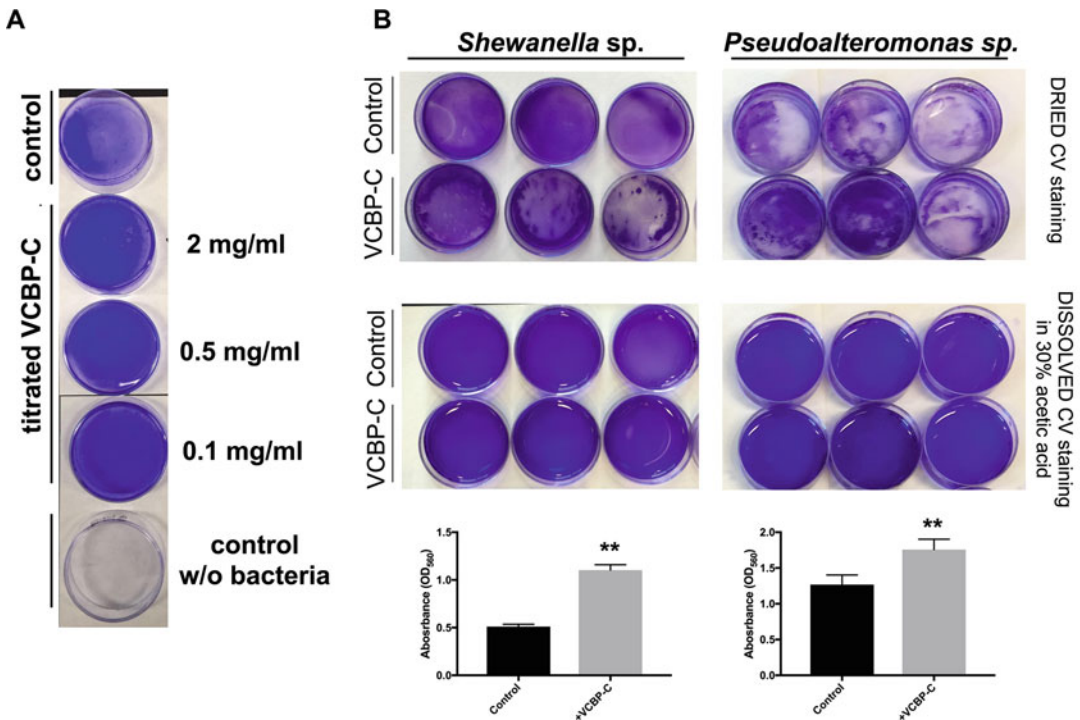 A
control
titrated VCBP-C
2 mg/ml
0.5 mg/ml
0.1 mg/ml
control
w/o bacteria
B
Shewanella sp.
Pseudoalteromonas sp.
Control
VCBP-C
DRIED CV staining
Control
VCBP-C
DISSOLVED CV staining
in 30% acetic acid
Abosrbance (OD560)
1.5
1.0
0.5
0.0
**
Control
+VCBP-C
Abosrbance (OD560)
2.0
1.5
1.0
0.5
0.0
**
Control
+VCBP-C